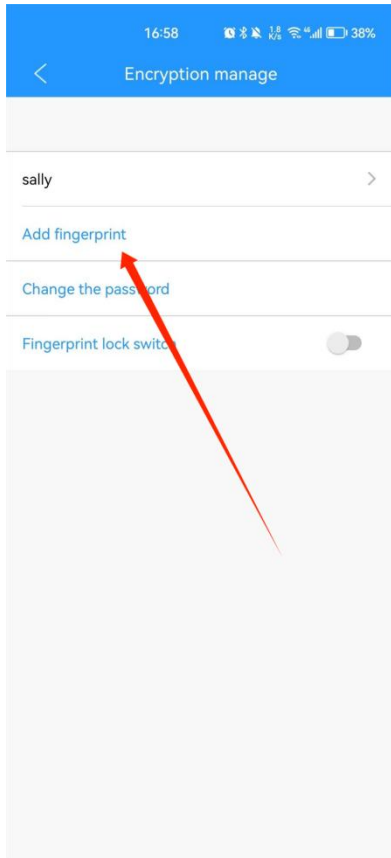 16:58 1.8 K/s 38%
Encryption manage
sally
Add fingerprint
Change the password
Fingerprint lock switch